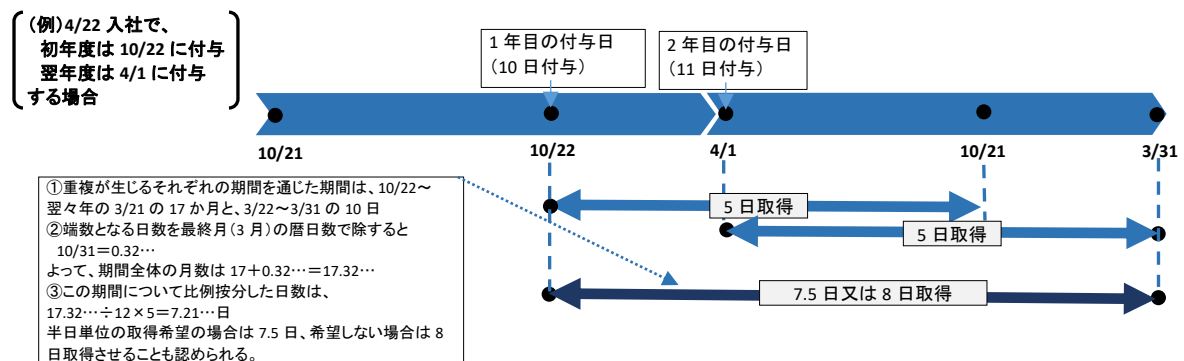 (例)4/22 入社で、
初年度は 10/22 に付与
翌年度は 4/1 に付与
する場合
1 年目の付与日
(10 日付与)
2 年目の付与日
(11 日付与)
10/21
10/22
4/1
10/21
3/31
①重複が生じるそれぞれの期間を通じた期間は、10/22～
翌々年の 3/21 の 17 か月と、3/22～3/31 の 10 日
②端数となる日数を最終月(3 月)の暦日数で除すると
10/31＝0.32…
よって、期間全体の月数は 17＋0.32…＝17.32…
③この期間について比例按分した日数は、
17.32…÷12×5＝7.21…日
半日単位の取得希望の場合は 7.5 日、希望しない場合は 8
日取得させることも認められる。
5 日取得
5 日取得
7.5 日又は 8 日取得